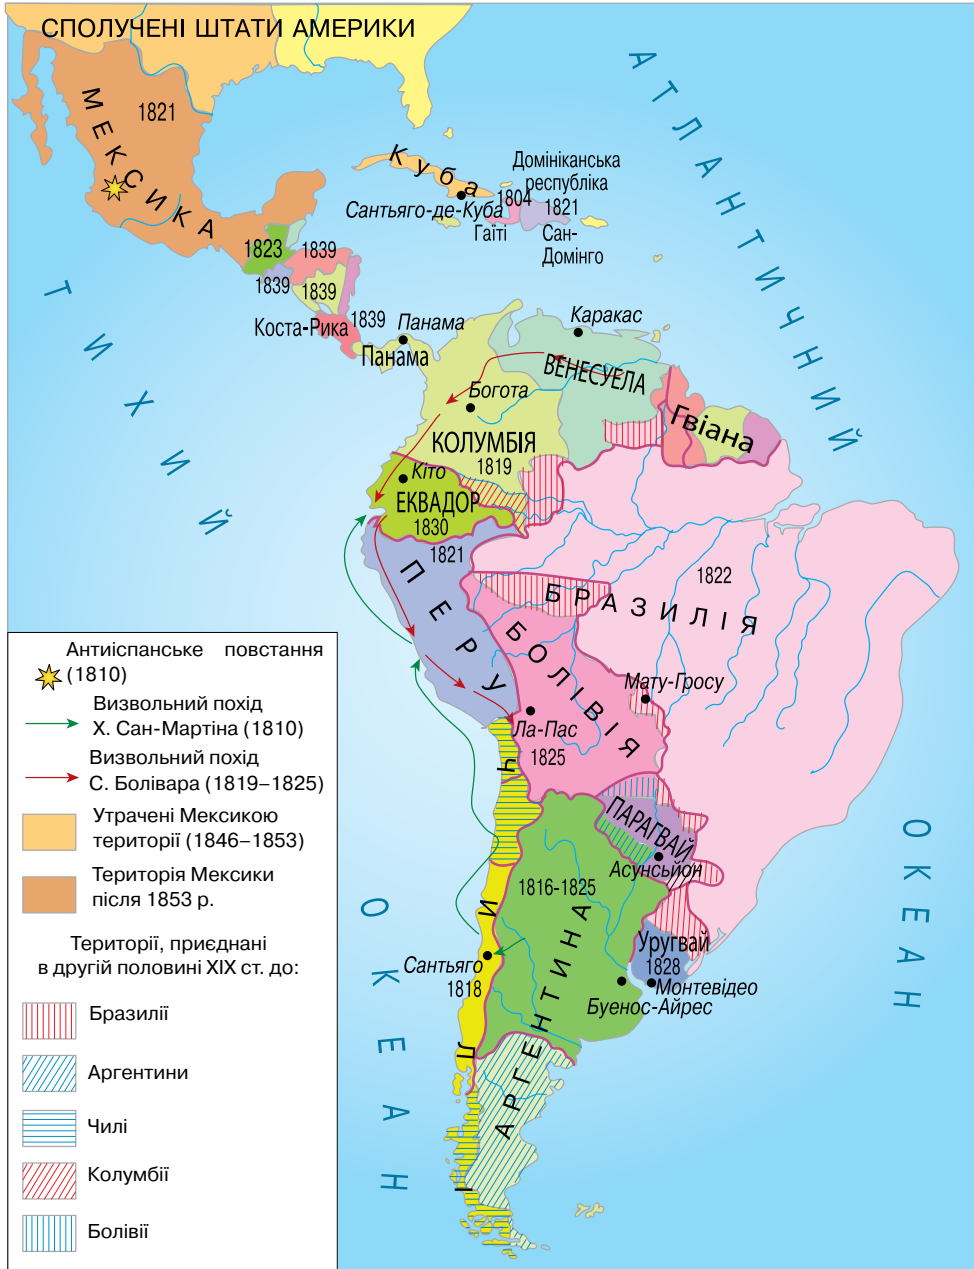 СПОЛУЧЕНІ ШТАТИ АМЕРИКИ
АТЛАНТИЧНИЙ
ОКЕАН
ТИХИЙ
ОКЕАН
МЕКСИКА
1821
Куба
Сантьяго-де-Куба
Домініканська
республіка
1804
1821
Гаїті
Сан-
Домінго
1823
1839
1839
1839
1839
Коста-Рика
Панама
Панама
Каракас
ВЕНЕСУЕЛА
Богота
Гвіана
КОЛУМБІЯ
1819
Кіто
ЕКВАДОР
1830
1821
ПЕРУ
1822
БРАЗИЛІЯ
БОЛІВІЯ
Мату-Гросу
Ла-Пас
1825
ПАРАГВАЙ
Асунсьйон
1816-1825
АРГЕНТИНА
Уругвай
1828
Монтевідео
Буенос-Айрес
Сантьяго
1818
ЧИЛІ
АРГЕНТИНИ
Антиіспанське повстання
(1810)
Визвольний похід
Х. Сан-Мартіна (1810)
Визвольний похід
С. Болівара (1819–1825)
Утрачені Мексикою
території (1846–1853)
Територія Мексики
після 1853 р.
Території, приєднані
в другій половині XIX ст. до:
Бразилії
Аргентини
Чилі
Колумбії
Болівії